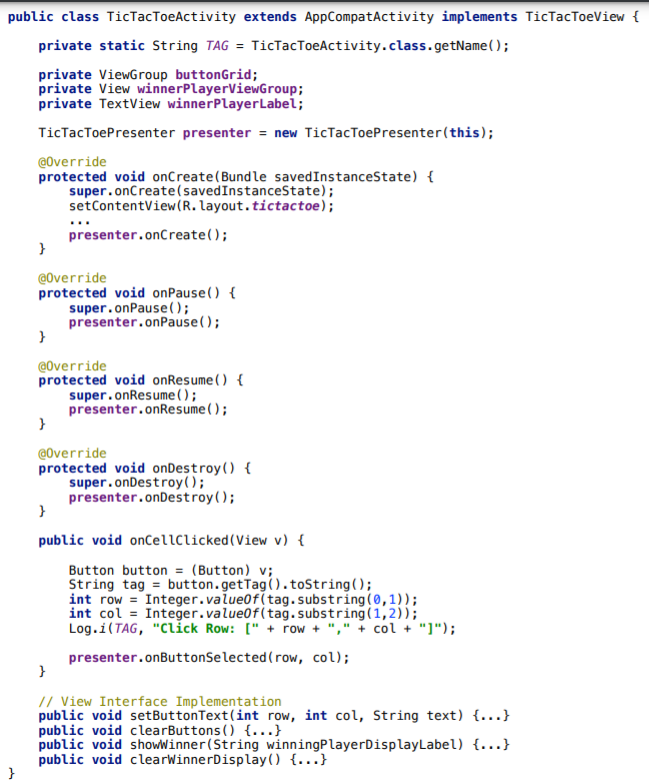 public class TicTacToeActivity extends AppCompatActivity implements TicTacToeView {
    private static String TAG = TicTacToeActivity.class.getName();
    private ViewGroup buttonGrid;
    private View winnerPlayerViewGroup;
    private TextView winnerPlayerLabel;
    TicTacToePresenter presenter = new TicTacToePresenter(this);
    @Override
    protected void onCreate(Bundle savedInstanceState) {
        super.onCreate(savedInstanceState);
        setContentView(R.layout.tictactoe);
        ...
        presenter.onCreate();
    }
    @Override
    protected void onPause() {
        super.onPause();
        presenter.onPause();
    }
    @Override
    protected void onResume() {
        super.onResume();
        presenter.onResume();
    }
    @Override
    protected void onDestroy() {
        super.onDestroy();
        presenter.onDestroy();
    }
    public void onCellClicked(View v) {
        Button button = (Button) v;
        String tag = button.getTag().toString();
        int row = Integer.valueOf(tag.substring(0,1));
        int col = Integer.valueOf(tag.substring(1,2));
        Log.i(TAG, "Click Row: [" + row + "," + col + "]");
        presenter.onButtonSelected(row, col);
    }
    // View Interface Implementation
    public void setButtonText(int row, int col, String text) {...}
    public void clearButtons() {...}
    public void showWinner(String winningPlayerDisplayLabel) {...}
    public void clearWinnerDisplay() {...}
}